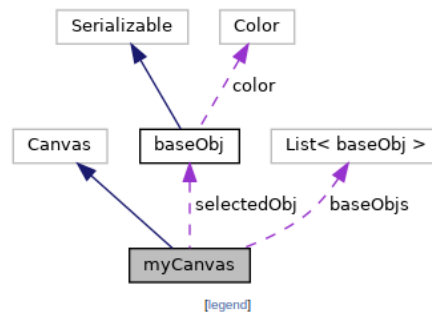 Serializable
Color
color
Canvas
baseObj
List< baseObj >
selectedObj
baseObjs
myCanvas
[legend]